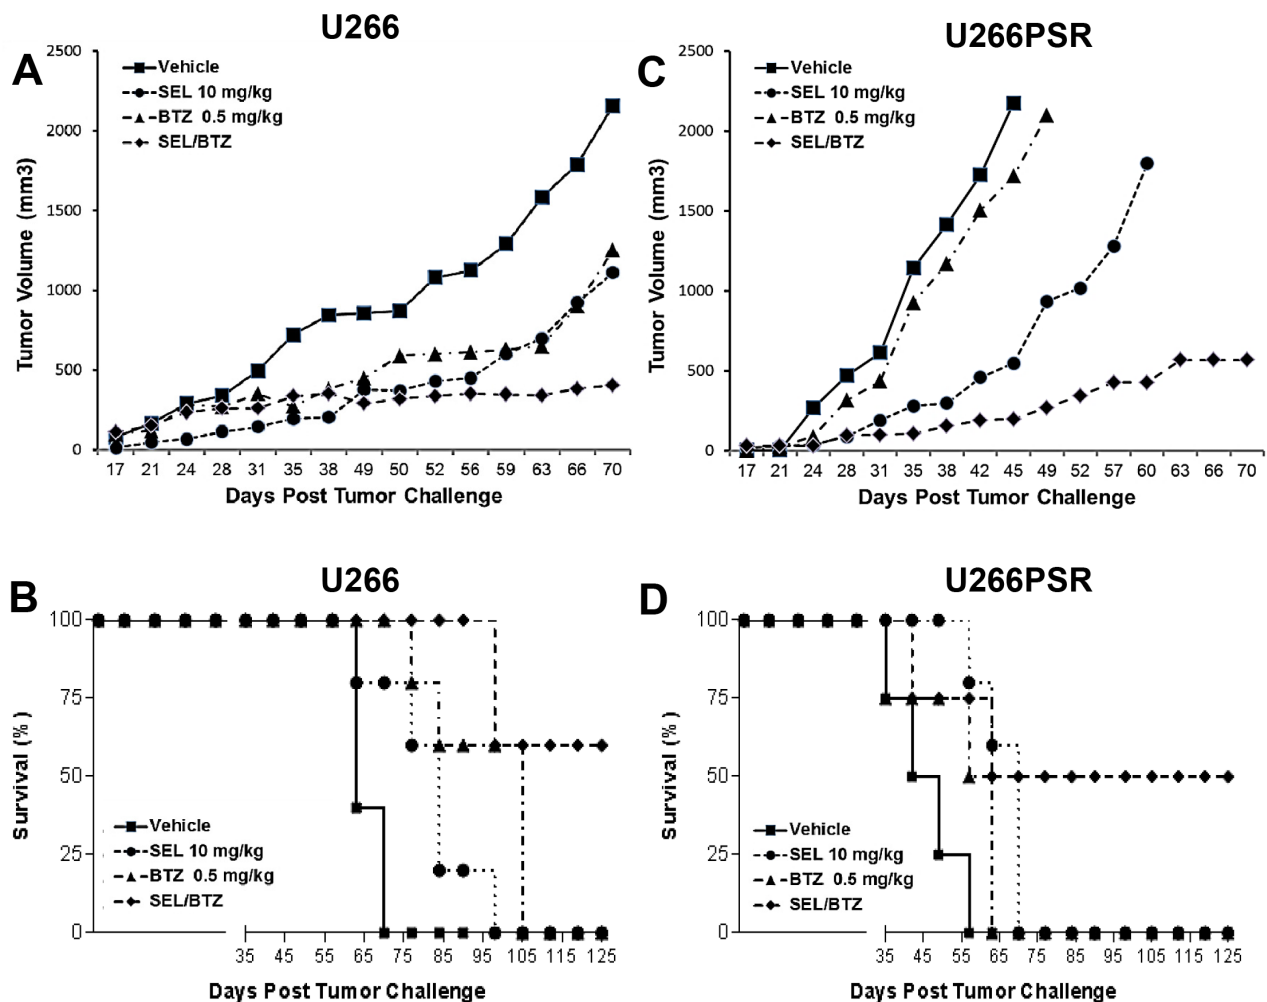 U266
A
Tumor Volume (mm3)
2500
2000
1500
1000
500
0
Vehicle
SEL 10 mg/kg
BTZ 0.5 mg/kg
SEL/BTZ
17 21 24 28 31 35 38 49 50 52 56 59 63 66 70
Days Post Tumor Challenge
U266PSR
C
Tumor Volume (mm3)
2500
2000
1500
1000
500
0
Vehicle
SEL 10 mg/kg
BTZ 0.5 mg/kg
SEL/BTZ
17 21 24 28 31 35 38 42 45 49 52 57 60 63 66 70
Days Post Tumor Challenge
U266
B
Survival (%)
100
75
50
25
0
Vehicle
SEL 10 mg/kg
BTZ 0.5 mg/kg
SEL/BTZ
35 45 55 65 75 85 95 105 115 125
Days Post Tumor Challenge
U266PSR
D
Survival (%)
100
75
50
25
0
Vehicle
SEL 10 mg/kg
BTZ 0.5 mg/kg
SEL/BTZ
35 45 55 65 75 85 95 105 115 125
Days Post Tumor Challenge